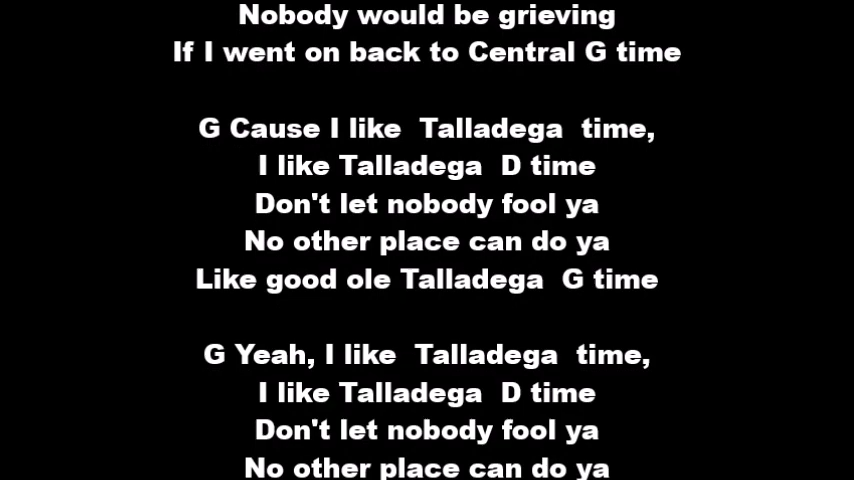 Nobody would be grieving
If I went on back to Central G time
G Cause I like Talladega time,
I like Talladega D time
Don't let nobody fool ya
No other place can do ya
Like good ole Talladega G time
G Yeah, I like Talladega time,
I like Talladega D time
Don't let nobody fool ya
No other place can do ya